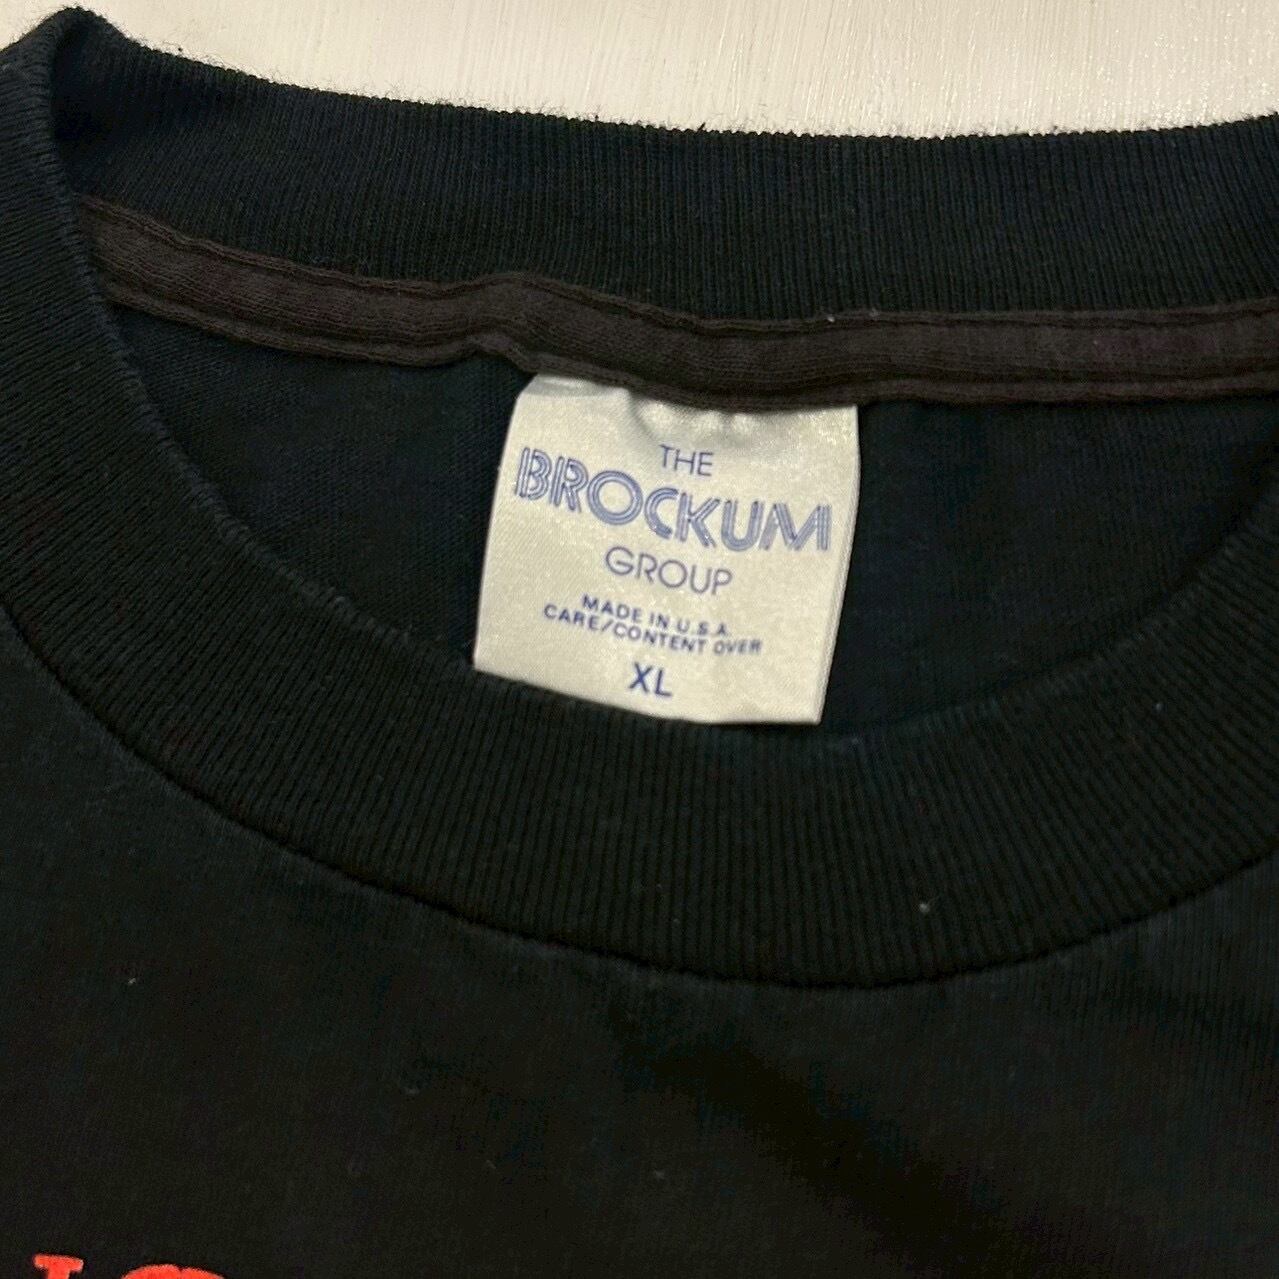 THE
BROCKUM
GROUP
MADE IN U.S.A.
CARE/CONTENT OVER
XL